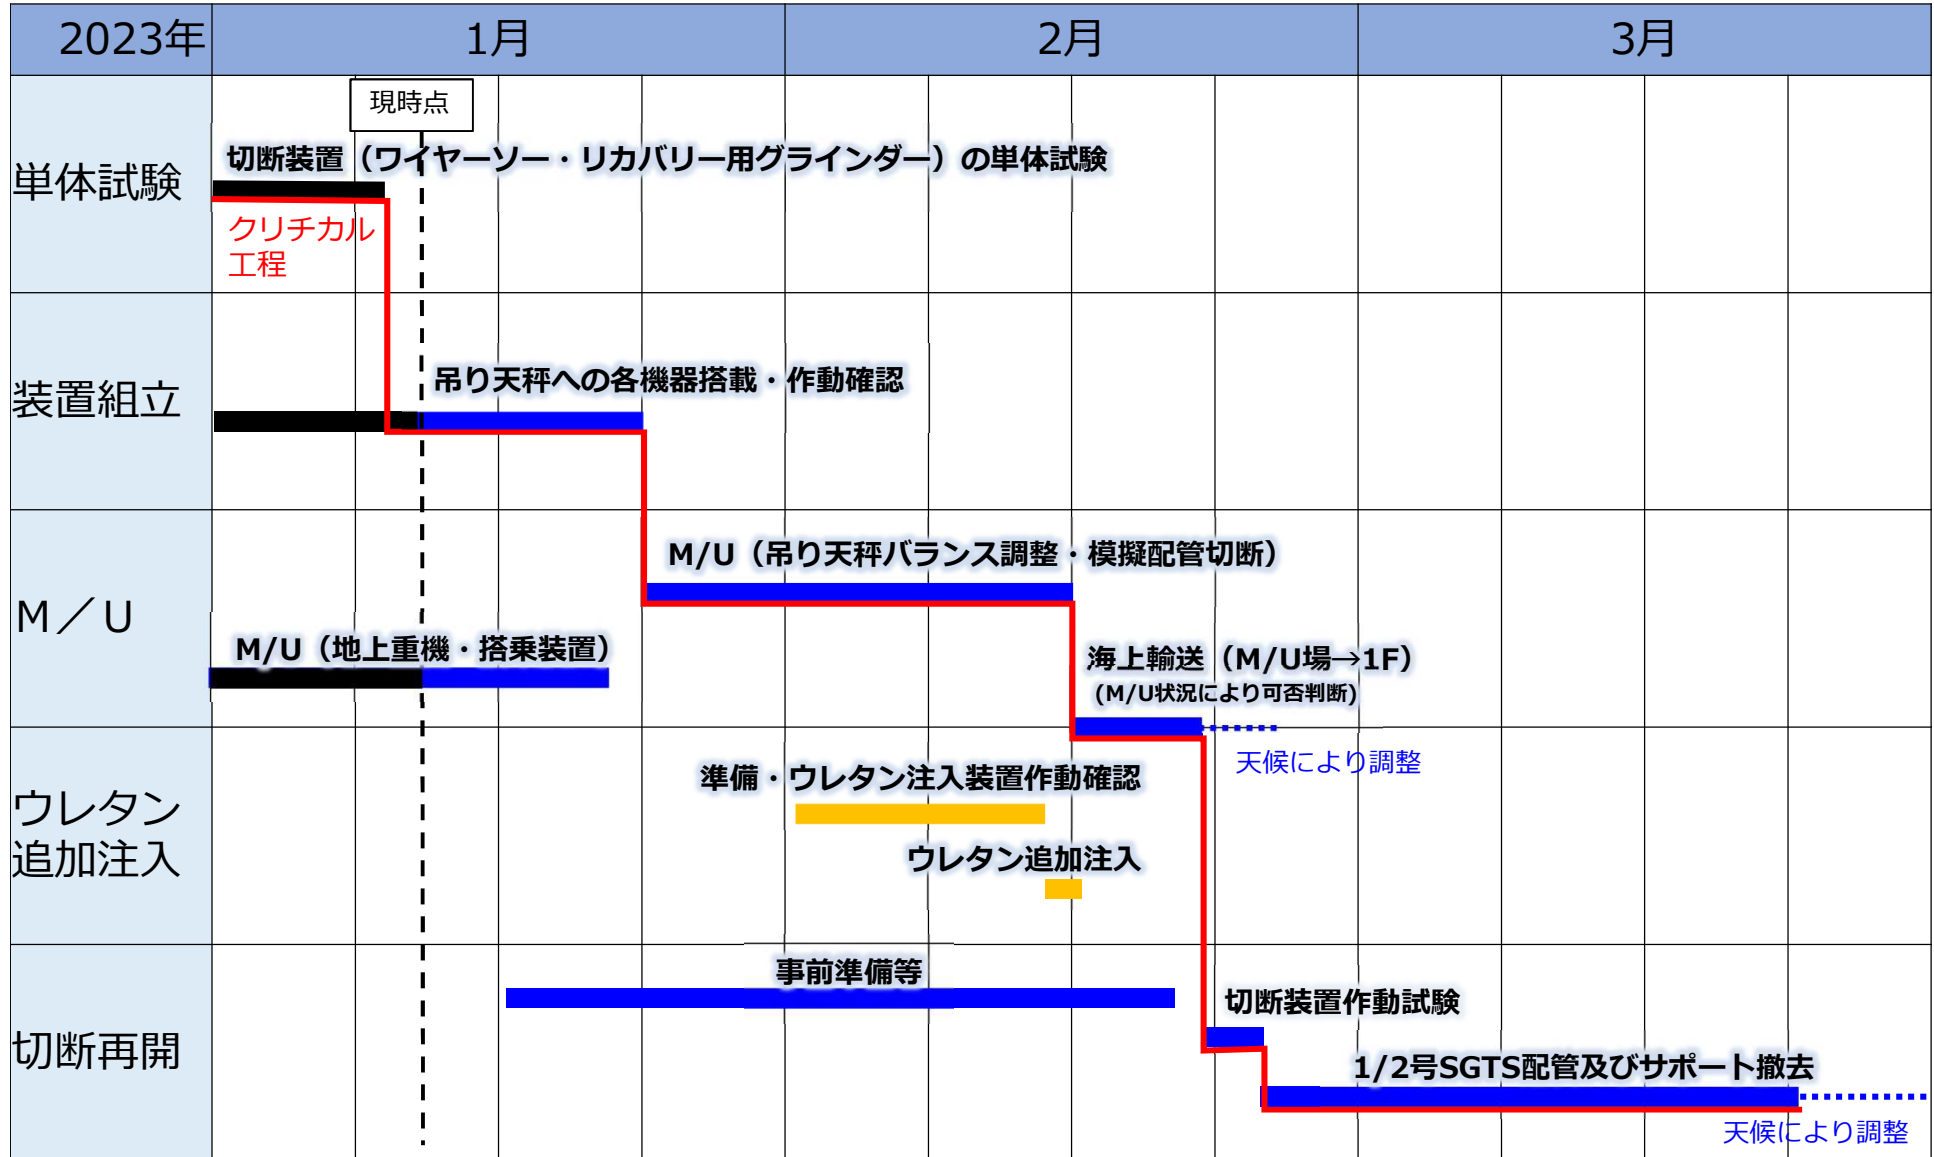 2023年
1月
2月
3月
現時点
単体試験
切断装置（ワイヤーソー・リカバリー用グラインダー）の単体試験
クリチカル
工程
装置組立
吊り天秤への各機器搭載・作動確認
M／U
M/U（吊り天秤バランス調整・模擬配管切断）
M/U（地上重機・搭乗装置）
海上輸送（M/U場→1F）
(M/U状況により可否判断)
天候により調整
ウレタン
追加注入
準備・ウレタン注入装置作動確認
ウレタン追加注入
切断再開
事前準備等
切断装置作動試験
1/2号SGTS配管及びサポート撤去
天候により調整